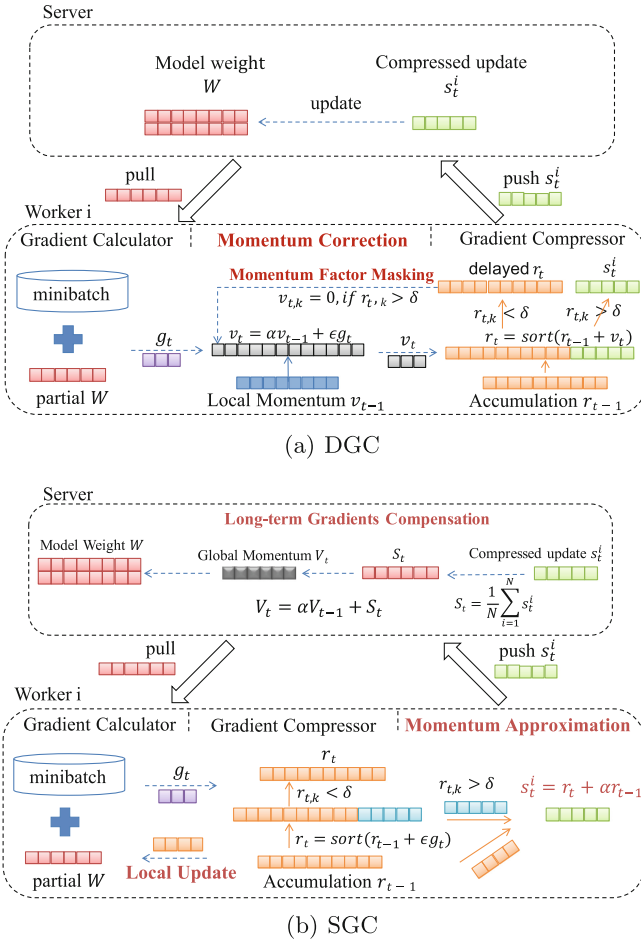 Server
Model weight
W
Compressed update
s_t^i
update
pull
push s_t^i
Worker i
Gradient Calculator
Momentum Correction
Gradient Compressor
Momentum Factor Masking
delayed r_t
s_t^i
minibatch
v_{t,k} = 0, if r_{t,k} > δ
r_{t,k} < δ
r_{t,k} > δ
g_t
v_t = αv_{t-1} + ϵg_t
v_t
r_t = sort(r_{t-1} + v_t)
partial W
Local Momentum v_{t-1}
Accumulation r_{t-1}
(a) DGC
Server
Long-term Gradients Compensation
Model Weight W
Global Momentum V_t
S_t
Compressed update s_t^i
V_t = αV_{t-1} + S_t
S_t = \frac{1}{N} \sum_{i=1}^{N} s_t^i
pull
push s_t^i
Worker i
Gradient Calculator
Gradient Compressor
Momentum Approximation
r_t
minibatch
g_t
r_{t,k} < δ
r_{t,k} > δ
s_t^i = r_t + αr_{t-1}
r_t = sort(r_{t-1} + ϵg_t)
Local Update
partial W
Accumulation r_{t-1}
(b) SGC